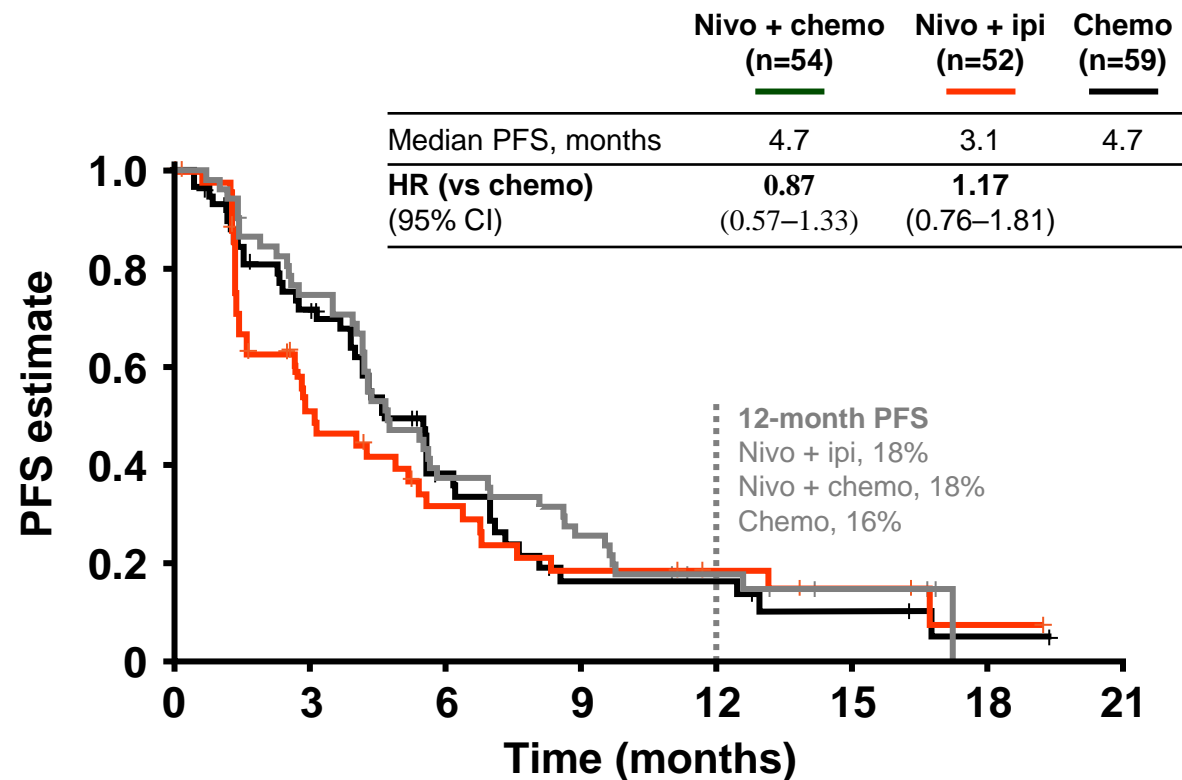 Nivo + chemo Nivo + ipi Chemo
(n=54) (n=52) (n=59)
Median PFS, months 4.7 3.1 4.7
HR (vs chemo) 0.87 1.17
(95% CI) (0.57–1.33) (0.76–1.81)
PFS estimate
1.0
0.8
0.6
0.4
0.2
0
12-month PFS
Nivo + ipi, 18%
Nivo + chemo, 18%
Chemo, 16%
0 3 6 9 12 15 18 21
Time (months)